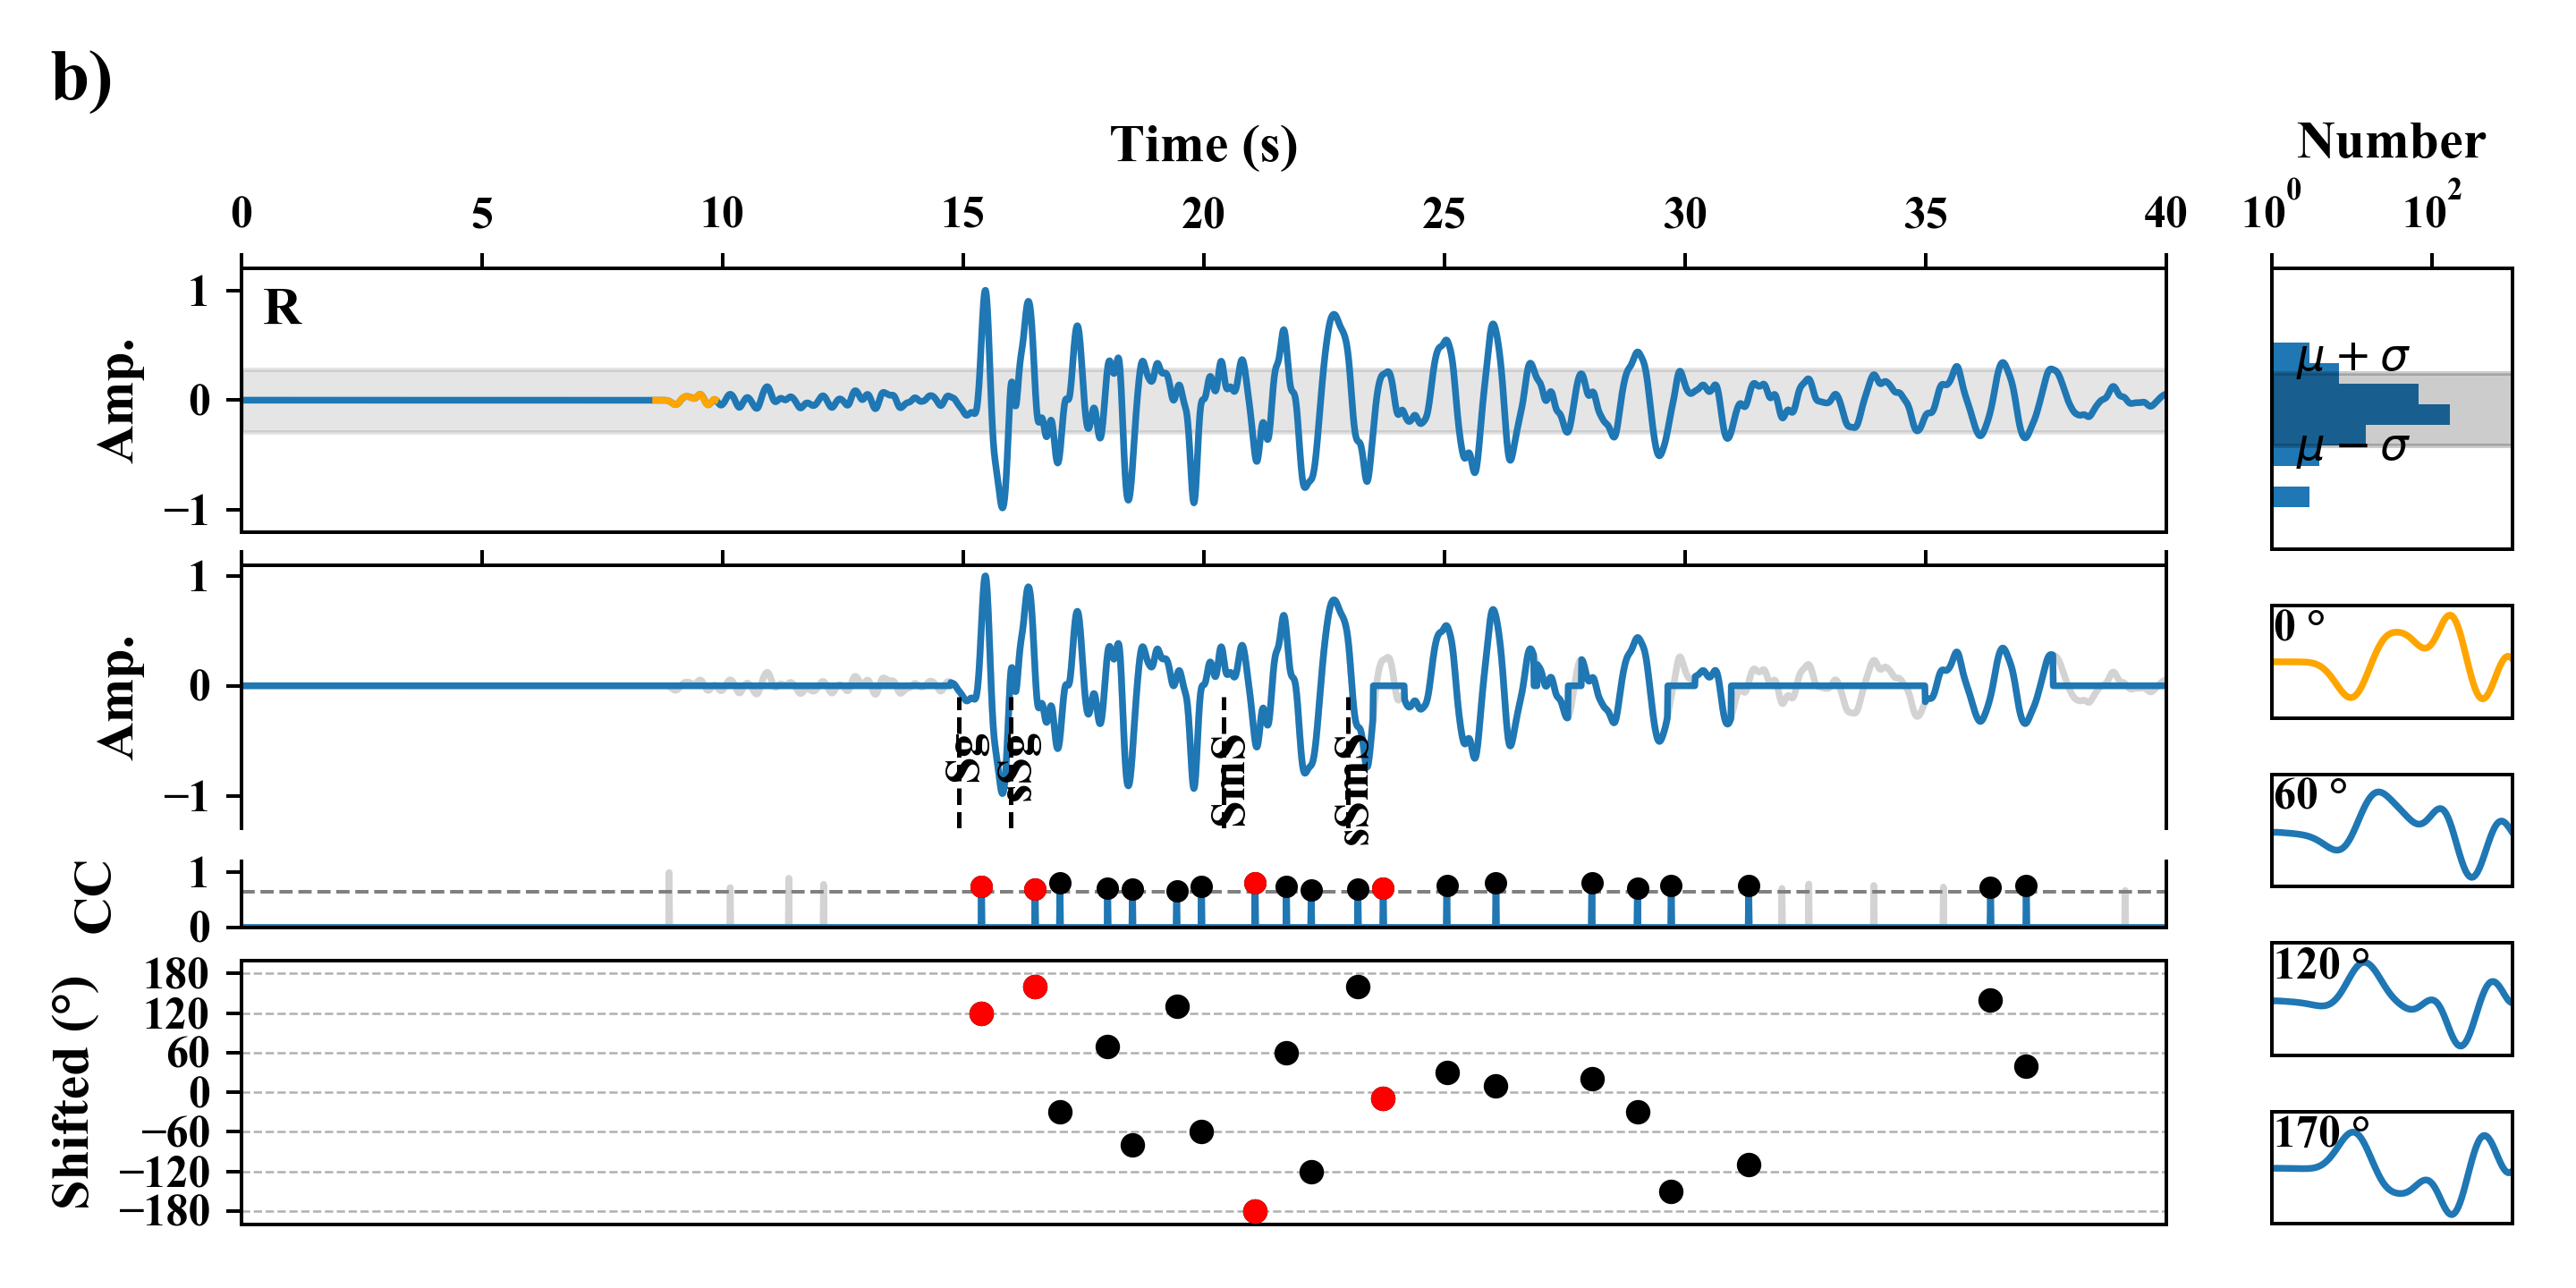 b)
Time (s)
Number
0 5 10 15 20 25 30 35 40
10^0 10^2
R
Amp.
1
0
−1
μ + σ
μ − σ
Amp.
1
0
−1
Sg
sSg
SmS
sSmS
0 °
60 °
120 °
170 °
CC
1
0
Shifted (°)
180
120
60
0
−60
−120
−180